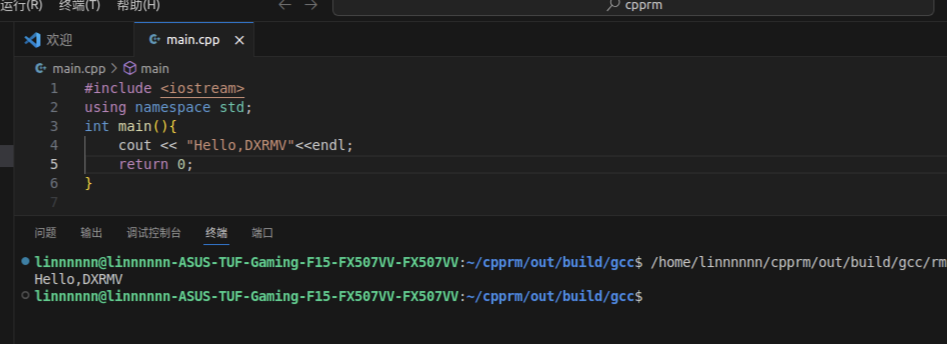 运行(R) 终端(T) 帮助(H)
cpprm
欢迎
main.cpp
main.cpp > main
1 #include <iostream>
2 using namespace std;
3 int main(){
4 cout << "Hello,DXRMV"<<endl;
5 return 0;
6 }
7
问题 输出 调试控制台 终端 端口
linnnnnn@linnnnnn-ASUS-TUF-Gaming-F15-FX507VV-FX507VV:~/cpprm/out/build/gcc$ /home/linnnnnn/cpprm/out/build/gcc/rm
Hello,DXRMV
linnnnnn@linnnnnn-ASUS-TUF-Gaming-F15-FX507VV-FX507VV:~/cpprm/out/build/gcc$